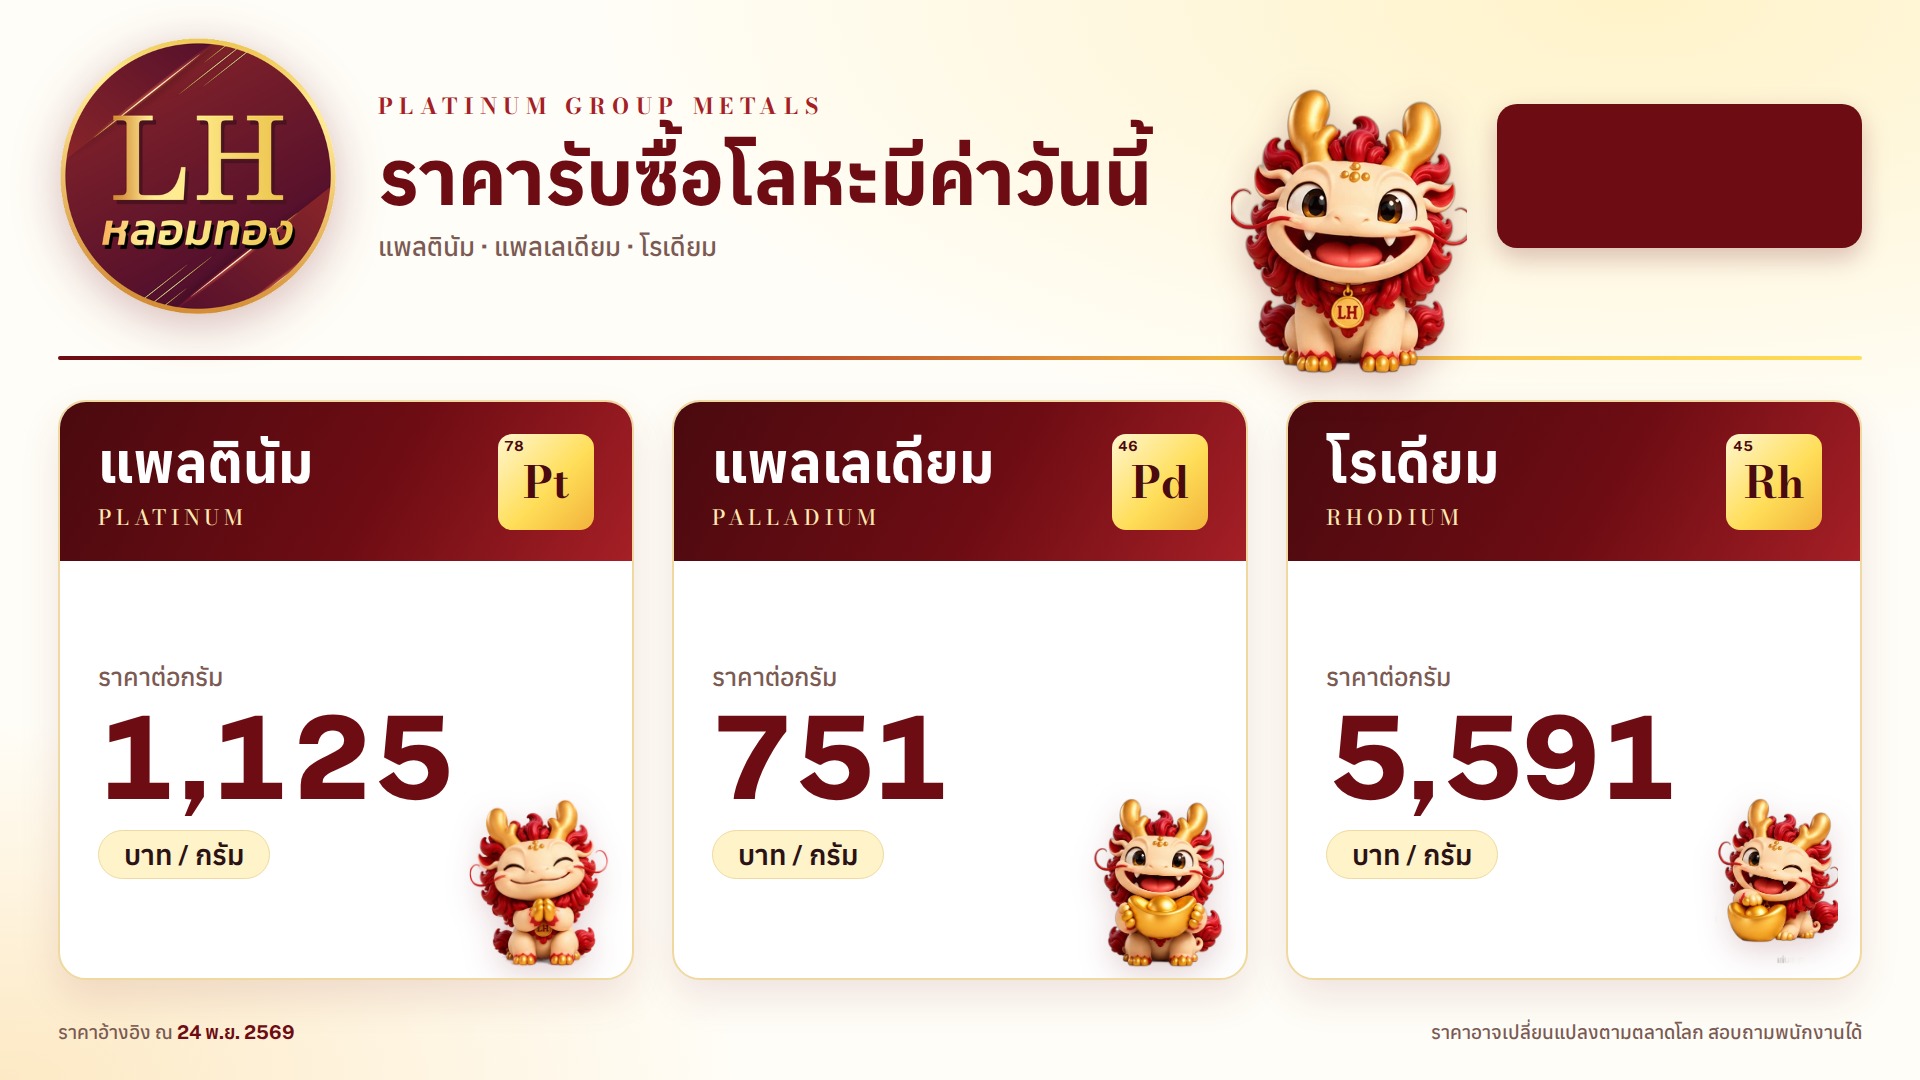 LH
หลอมทอง
PLATINUM GROUP METALS
ราคารับซื้อโลหะมีค่าวันนี้
แพลตินัม · แพลเลเดียม · โรเดียม
LH
แพลตินัม
PLATINUM
78
Pt
ราคาต่อกรัม
1,125
บาท / กรัม
LH
แพลเลเดียม
PALLADIUM
46
Pd
ราคาต่อกรัม
751
บาท / กรัม
โรเดียม
RHODIUM
45
Rh
ราคาต่อกรัม
5,591
บาท / กรัม
ราคาอ้างอิง ณ 24 พ.ย. 2569
ราคาอาจเปลี่ยนแปลงตามตลาดโลก สอบถามพนักงานได้